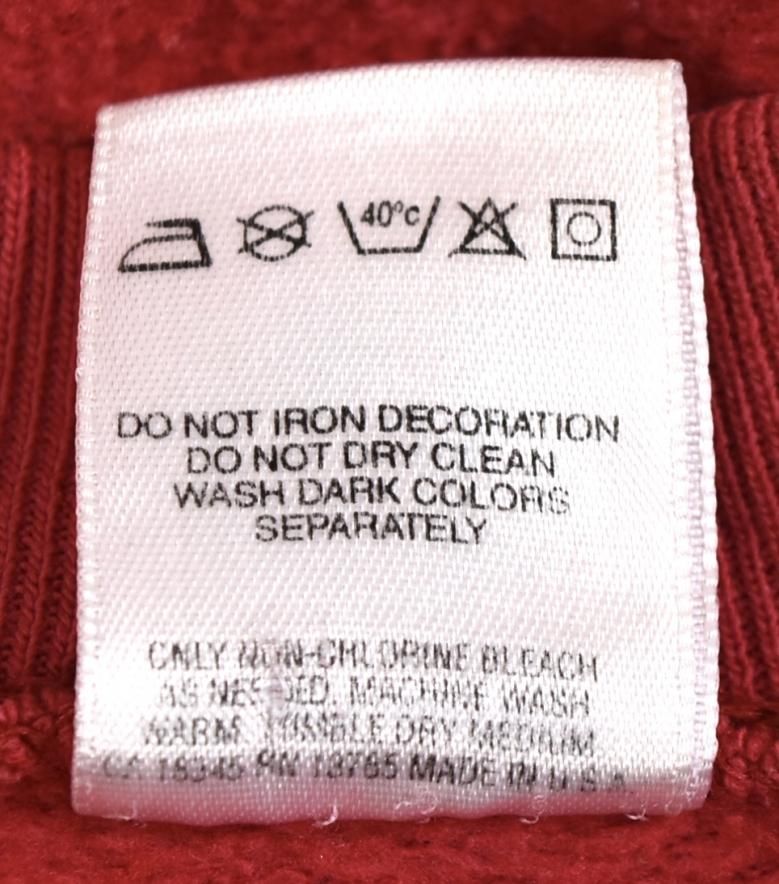 40°c
DO NOT IRON DECORATION
DO NOT DRY CLEAN
WASH DARK COLORS
SEPARATELY
ONLY NON-CHLORINE BLEACH
AS NEEDED. MACHINE WASH
WARM. TUMBLE DRY MEDIUM
CA RN 13765 MADE IN U.S.A.